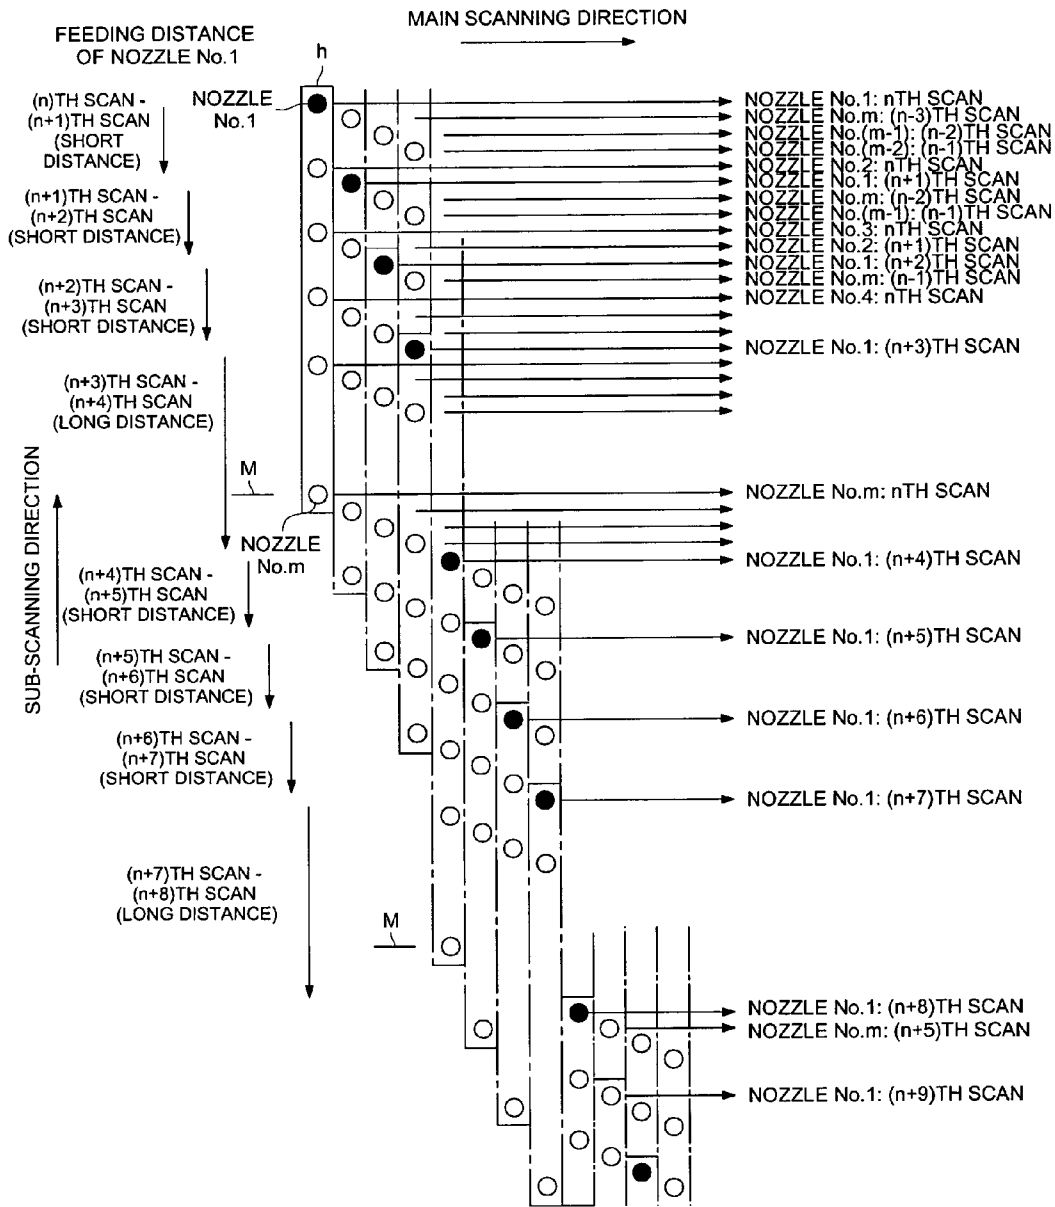 MAIN SCANNING DIRECTION
FEEDING DISTANCE
OF NOZZLE No.1
h
(n)TH SCAN -
(n+1)TH SCAN
(SHORT
DISTANCE)
NOZZLE
No.1
(n+1)TH SCAN -
(n+2)TH SCAN
(SHORT DISTANCE)
(n+2)TH SCAN -
(n+3)TH SCAN
(SHORT DISTANCE)
(n+3)TH SCAN -
(n+4)TH SCAN
(LONG DISTANCE)
M
SUB-SCANNING DIRECTION
NOZZLE
No.m
(n+4)TH SCAN -
(n+5)TH SCAN
(SHORT DISTANCE)
(n+5)TH SCAN -
(n+6)TH SCAN
(SHORT DISTANCE)
(n+6)TH SCAN -
(n+7)TH SCAN
(SHORT DISTANCE)
(n+7)TH SCAN -
(n+8)TH SCAN
(LONG DISTANCE)
M
NOZZLE No.1: nTH SCAN
NOZZLE No.m: (n-3)TH SCAN
NOZZLE No.(m-1): (n-2)TH SCAN
NOZZLE No.(m-2): (n-1)TH SCAN
NOZZLE No.2: nTH SCAN
NOZZLE No.1: (n+1)TH SCAN
NOZZLE No.m: (n-2)TH SCAN
NOZZLE No.(m-1): (n-1)TH SCAN
NOZZLE No.3: nTH SCAN
NOZZLE No.2: (n+1)TH SCAN
NOZZLE No.1: (n+2)TH SCAN
NOZZLE No.m: (n-1)TH SCAN
NOZZLE No.4: nTH SCAN
NOZZLE No.1: (n+3)TH SCAN
NOZZLE No.m: nTH SCAN
NOZZLE No.1: (n+4)TH SCAN
NOZZLE No.1: (n+5)TH SCAN
NOZZLE No.1: (n+6)TH SCAN
NOZZLE No.1: (n+7)TH SCAN
NOZZLE No.1: (n+8)TH SCAN
NOZZLE No.m: (n+5)TH SCAN
NOZZLE No.1: (n+9)TH SCAN